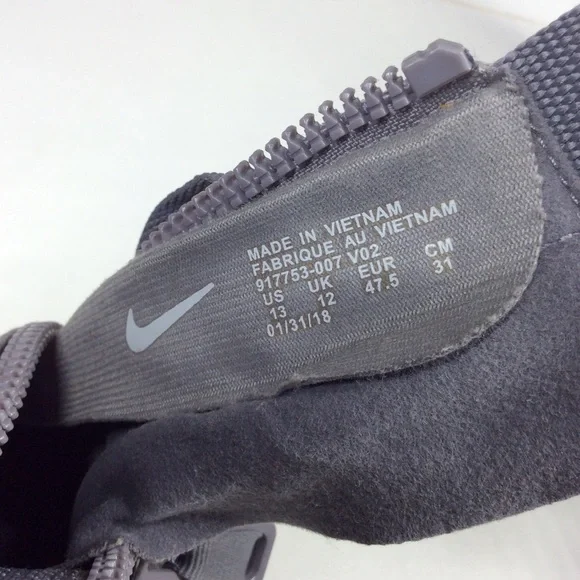 MADE IN VIETNAM
FABRIQUE AU VIETNAM
917753-007 V02
US UK EUR CM
13 12 47.5 31
01/31/18